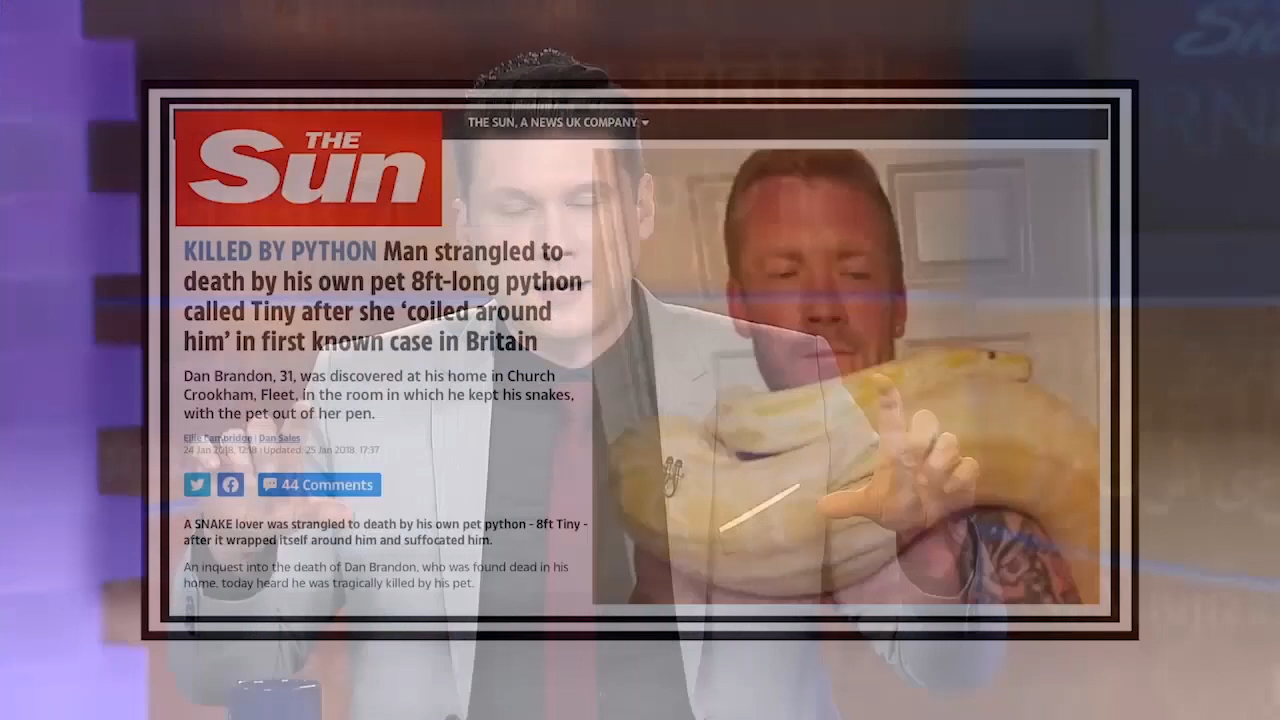 THE SUN, A NEWS UK COMPANY
THE
Sun
KILLED BY PYTHON Man strangled to
death by his own pet 8ft-long python
called Tiny after she ‘coiled around
him’ in first known case in Britain
Dan Brandon, 31, was discovered at his home in Church
Crookham, Fleet, in the room in which he kept his snakes,
with the pet out of her pen.
Ellie Cambridge | Dan Sales
24 Jan 2018, 12:18 | Updated: 25 Jan 2018, 17:37
44 Comments
A SNAKE lover was strangled to death by his own pet python - 8ft Tiny -
after it wrapped itself around him and suffocated him.
An inquest into the death of Dan Brandon, who was found dead in his
home, today heard he was tragically killed by his pet.